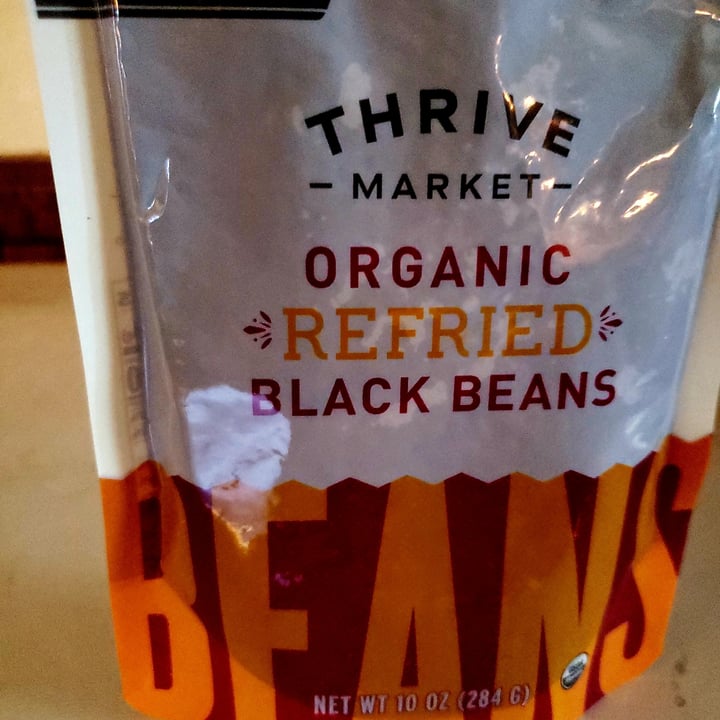 THRIVE
- MARKET -
ORGANIC
REFRIED
BLACK BEANS
BEANS
NET WT 10 OZ (284 G)